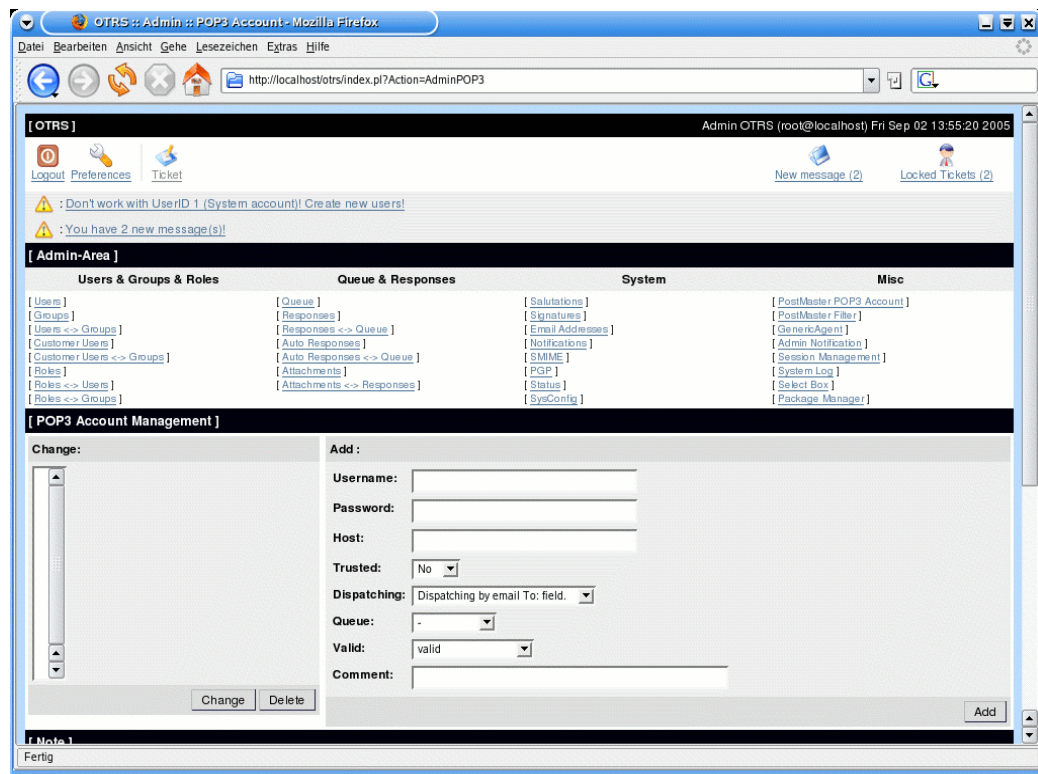 OTRS :: Admin :: POP3 Account - Mozilla Firefox
Datei Bearbeiten Ansicht Gehe Lesezeichen Extras Hilfe
http://localhost/otrs/index.pl?Action=AdminPOP3
G
[ OTRS ] Admin OTRS (root@localhost) Fri Sep 02 13:55:20 2005
Logout Preferences Ticket New message (2) Locked Tickets (2)
: Don't work with UserID 1 (System account)! Create new users!
: You have 2 new message(s)!
[ Admin-Area ]
Users & Groups & Roles Queue & Responses System Misc
[ Users ] [ Queue ] [ Salutations ] [ PostMaster POP3 Account ]
[ Groups ] [ Responses ] [ Signatures ] [ PostMaster Filter ]
[ Users <-> Groups ] [ Responses <-> Queue ] [ Email Addresses ] [ GenericAgent ]
[ Customer Users ] [ Auto Responses ] [ Notifications ] [ Admin Notification ]
[ Customer Users <-> Groups ] [ Auto Responses <-> Queue ] [ SMIME ] [ Session Management ]
[ Roles ] [ Attachments ] [ PGP ] [ System Log ]
[ Roles <-> Users ] [ Attachments <-> Responses ] [ Status ] [ Select Box ]
[ Roles <-> Groups ] [ SysConfig ] [ Package Manager ]
[ POP3 Account Management ]
Change: Add :
Username:
Password:
Host:
Trusted: No
Dispatching: Dispatching by email To: field.
Queue: -
Valid: valid
Comment:
Change Delete
Add
[ Note ]
Fertig